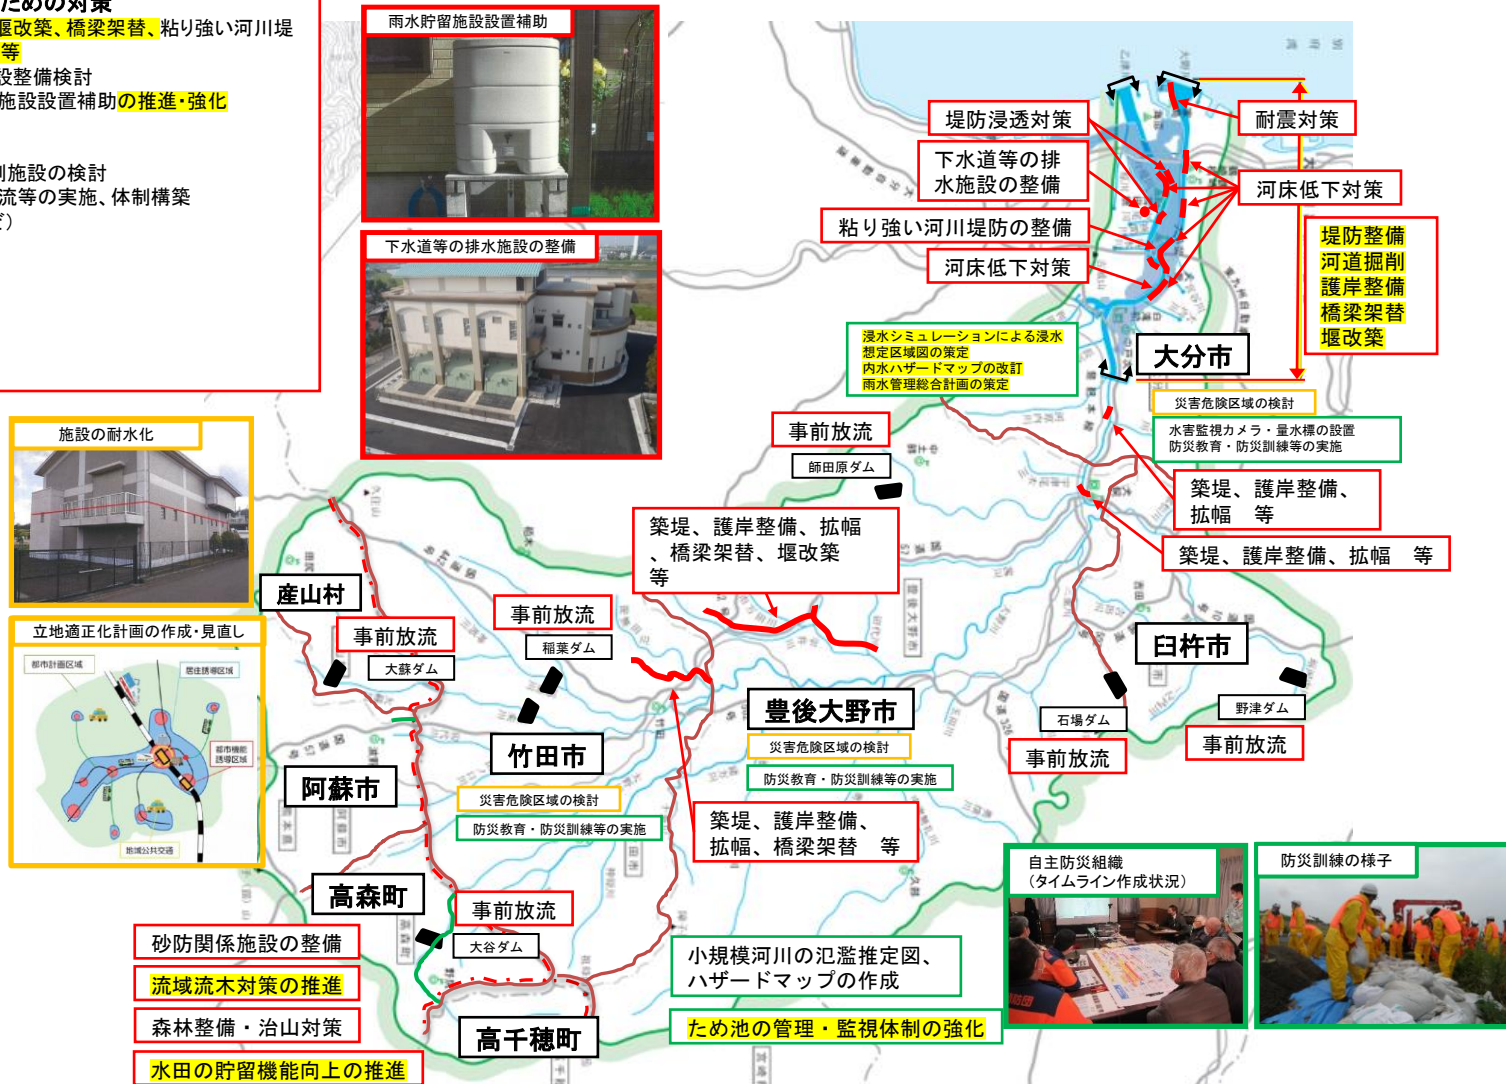 ための対策
堰改築、橋梁架替、粘り強い河川堤
等
設整備検討
施設設置補助の推進・強化
施設の検討
流等の実施、体制構築
雨水貯留施設設置補助
下水道等の排水施設の整備
堤防浸透対策
下水道等の排
水施設の整備
粘り強い河川堤防の整備
河床低下対策
耐震対策
河床低下対策
堤防整備
河道掘削
護岸整備
橋梁架替
堰改築
浸水シミュレーションによる浸水
想定区域図の策定
内水ハザードマップの改訂
雨水管理総合計画の策定
大分市
災害危険区域の検討
水害監視カメラ・量水標の設置
防災教育・防災訓練等の実施
築堤、護岸整備、
拡幅　等
築堤、護岸整備、拡幅　等
事前放流
師田原ダム
築堤、護岸整備、拡幅
、橋梁架替、堰改築
等
施設の耐水化
立地適正化計画の作成・見直し
都市計画区域
居住誘導区域
都市機能
誘導区域
地域公共交通
産山村
事前放流
大蘇ダム
事前放流
稲葉ダム
竹田市
災害危険区域の検討
防災教育・防災訓練等の実施
阿蘇市
豊後大野市
災害危険区域の検討
防災教育・防災訓練等の実施
築堤、護岸整備、
拡幅、橋梁架替　等
臼杵市
石場ダム
事前放流
野津ダム
事前放流
高森町
事前放流
大谷ダム
高千穂町
砂防関係施設の整備
流域流木対策の推進
森林整備・治山対策
水田の貯留機能向上の推進
小規模河川の氾濫推定図、
ハザードマップの作成
ため池の管理・監視体制の強化
自主防災組織
（タイムライン作成状況）
防災訓練の様子